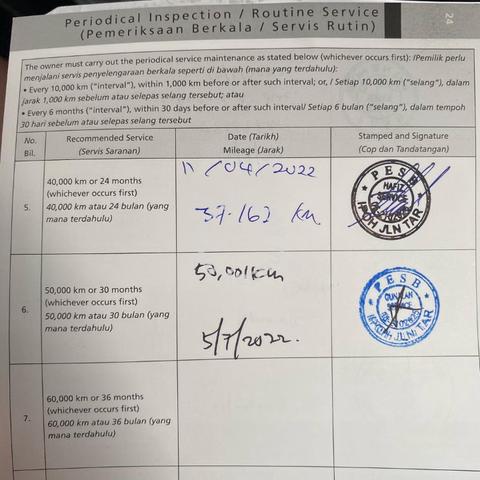 Periodical Inspection / Routine Service
(Pemeriksaan Berkala / Servis Rutin)
24
The owner must carry out the periodical service maintenance as stated below (whichever occurs first): /Pemilik perlu
menjalani servis penyelengaraan berkala seperti di bawah (mana yang terdahulu):
• Every 10,000 km ("interval"), within 1,000 km before or after such interval; or, / Setiap 10,000 km ("selang"), dalam
jarak 1,000 km sebelum atau selepas selang tersebut; atau
• Every 6 months ("interval"), within 30 days before or after such interval/ Setiap 6 bulan ("selang"), dalam tempoh
30 hari sebelum atau selepas selang tersebut
No.
Bil.
Recommended Service
(Servis Saranan)
Date (Tarikh)
Mileage (Jarak)
Stamped and Signature
(Cop dan Tandatangan)
5.
40,000 km or 24 months
(whichever occurs first)
40,000 km atau 24 bulan (yang
mana terdahulu)
11/04/2022
37.162 km
PESB
HAFIZ
SERVICE
IPOH JLN TAR
6.
50,000 km or 30 months
(whichever occurs first)
50,000 km atau 30 bulan (yang
mana terdahulu)
50,001km
5/7/2022.
PESB
SERVICE
IPOH JLN TAR
7.
60,000 km or 36 months
(whichever occurs first)
60,000 km atau 36 bulan (yang
mana terdahulu)